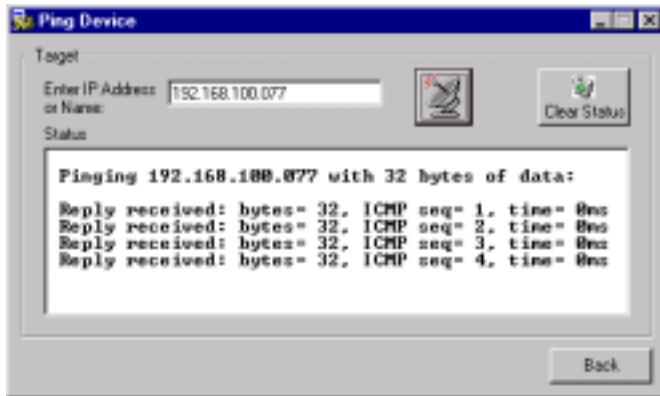 Ping Device
Target
Enter IP Address
or Name:
192.168.100.077
Clear Status
Status
Pinging 192.168.100.077 with 32 bytes of data:
Reply received: bytes= 32, ICMP seq= 1, time= 0ms
Reply received: bytes= 32, ICMP seq= 2, time= 0ms
Reply received: bytes= 32, ICMP seq= 3, time= 0ms
Reply received: bytes= 32, ICMP seq= 4, time= 0ms
Back